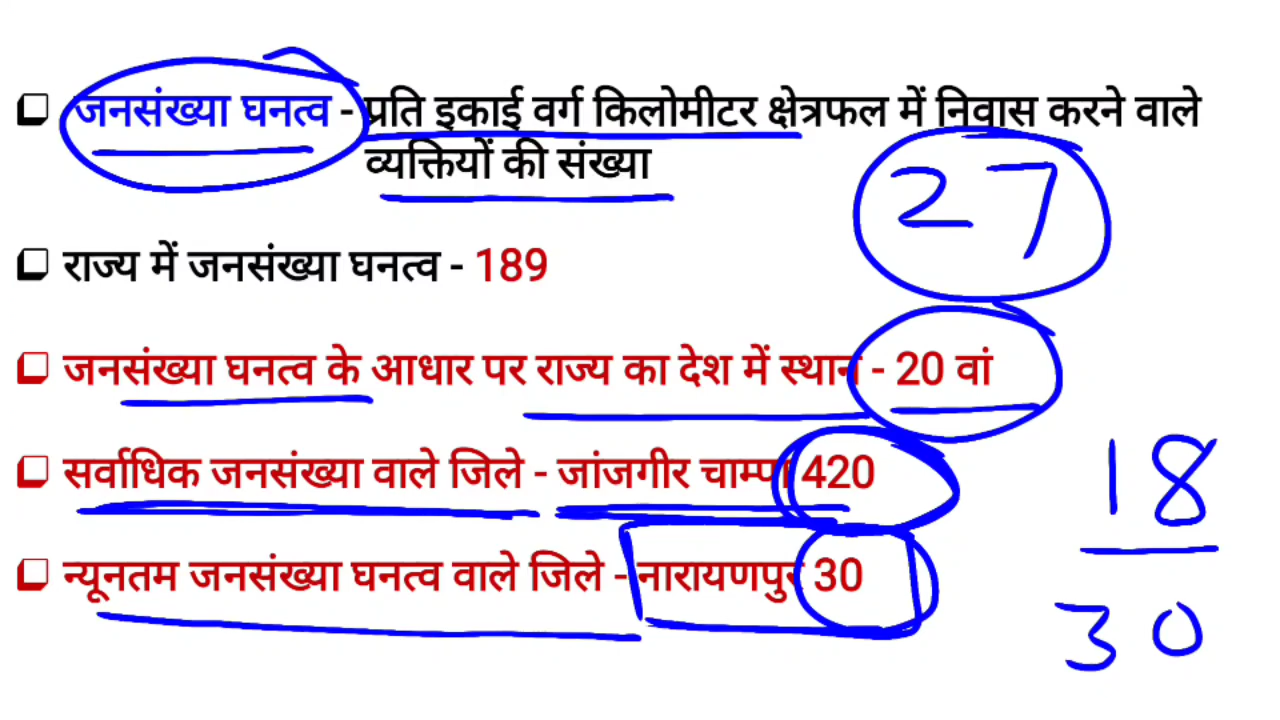 ❑ जनसंख्या घनत्व - प्रति इकाई वर्ग किलोमीटर क्षेत्रफल में निवास करने वाले
व्यक्तियों की संख्या
27
❑ राज्य में जनसंख्या घनत्व - 189
❑ जनसंख्या घनत्व के आधार पर राज्य का देश में स्थान - 20 वां
❑ सर्वाधिक जनसंख्या वाले जिले - जांजगीर चाम्पा 420
18
❑ न्यूनतम जनसंख्या घनत्व वाले जिले - नारायणपुर 30
30